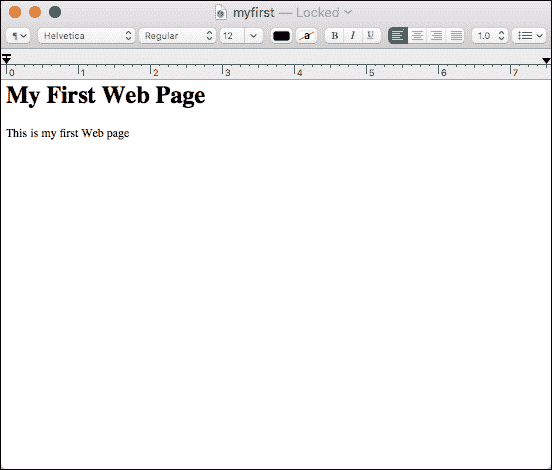 myfirst — Locked
¶ Helvetica Regular 12 a B I U 1.0
0 1 2 3 4 5 6 7
My First Web Page
This is my first Web page